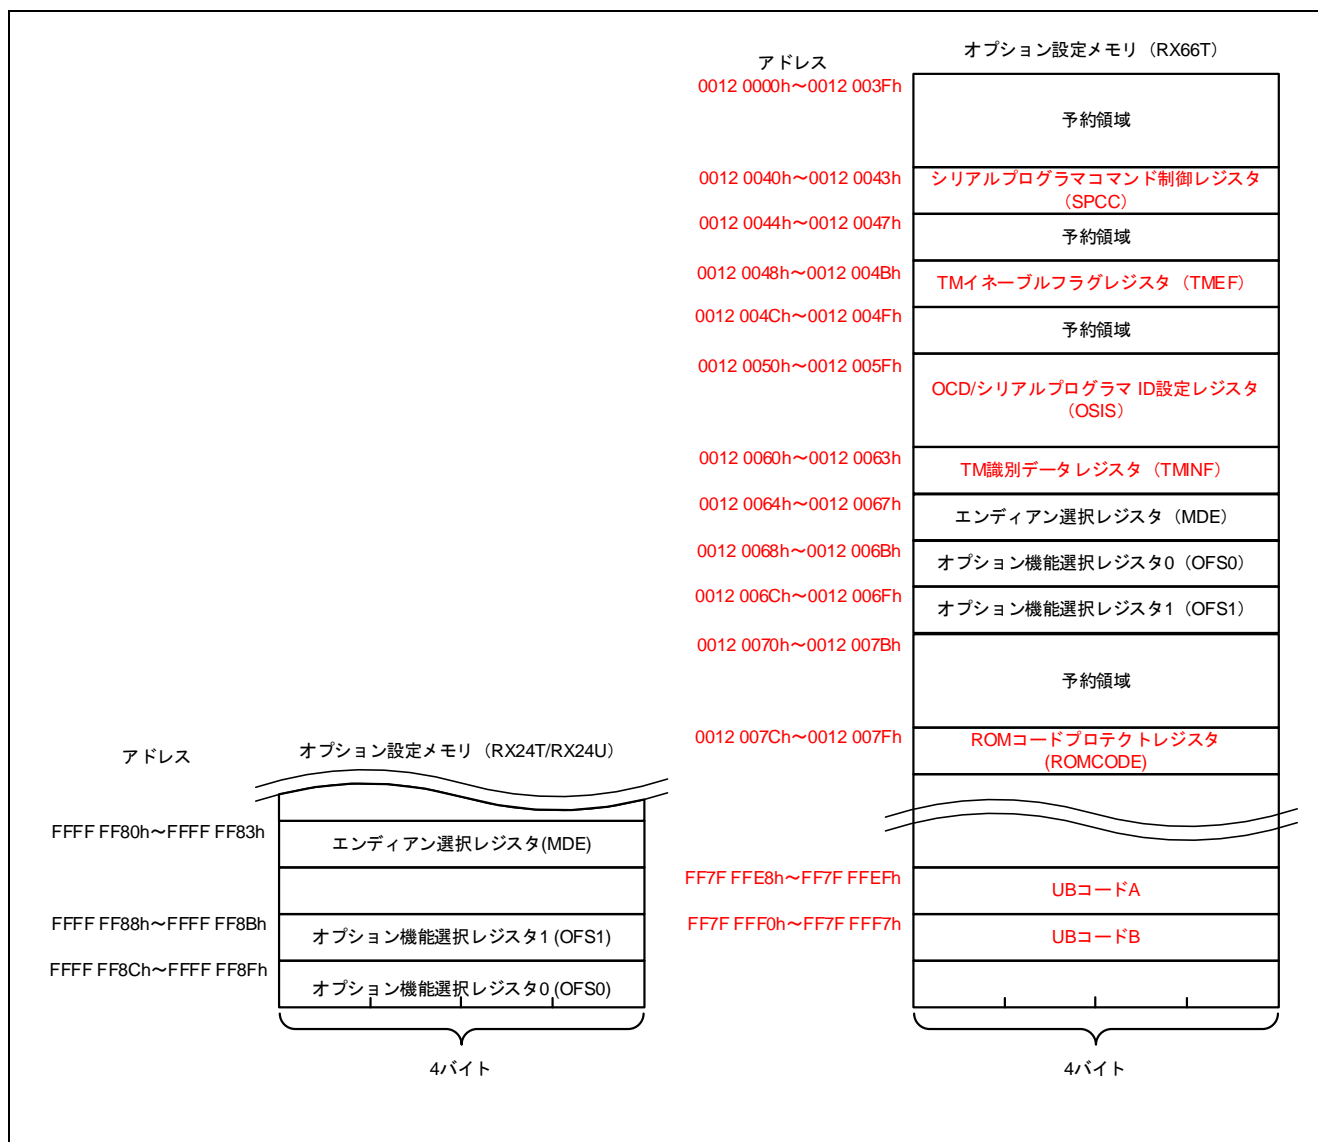 オプション設定メモリ（RX66T）
アドレス
0012 0000h～0012 003Fh
予約領域
0012 0040h～0012 0043h
シリアルプログラマコマンド制御レジスタ
（SPCC）
0012 0044h～0012 0047h
予約領域
0012 0048h～0012 004Bh
TMイネーブルフラグレジスタ（TMEF）
0012 004Ch～0012 004Fh
予約領域
0012 0050h～0012 005Fh
OCD/シリアルプログラマ ID設定レジスタ
（OSIS）
0012 0060h～0012 0063h
TM識別データレジスタ（TMINF）
0012 0064h～0012 0067h
エンディアン選択レジスタ（MDE）
0012 0068h～0012 006Bh
オプション機能選択レジスタ0（OFS0）
0012 006Ch～0012 006Fh
オプション機能選択レジスタ1（OFS1）
0012 0070h～0012 007Bh
予約領域
0012 007Ch～0012 007Fh
ROMコードプロテクトレジスタ
(ROMCODE)
FF7F FFE8h～FF7F FFEFh
UBコードA
FF7F FFF0h～FF7F FFF7h
UBコードB
4バイト
アドレス
オプション設定メモリ（RX24T/RX24U）
FFFF FF80h～FFFF FF83h
エンディアン選択レジスタ(MDE)
FFFF FF88h～FFFF FF8Bh
オプション機能選択レジスタ1 (OFS1)
FFFF FF8Ch～FFFF FF8Fh
オプション機能選択レジスタ0 (OFS0)
4バイト